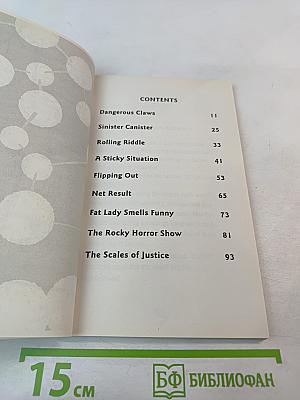 CONTENTS
Dangerous Claws 11
Sinister Canister 25
Rolling Riddle 33
A Sticky Situation 41
Flipping Out 53
Net Result 65
Fat Lady Smells Funny 73
The Rocky Horror Show 81
The Scales of Justice 93
15 см
БФ БИБЛИОФАН